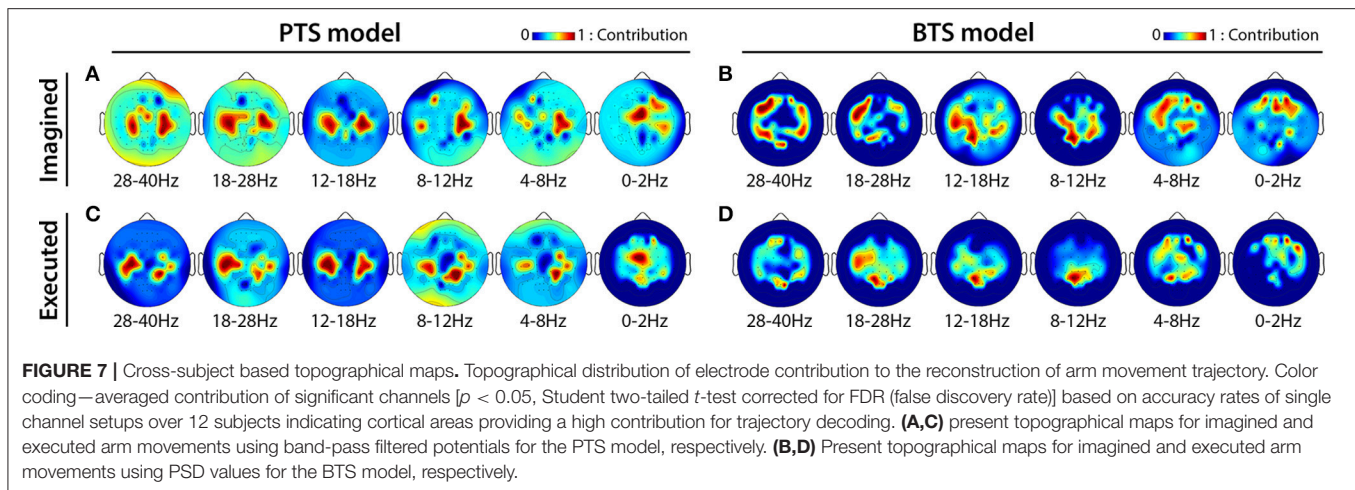 PTS model
BTS model
0 1 : Contribution
0 1 : Contribution
Imagined
A
B
28-40Hz 18-28Hz 12-18Hz 8-12Hz 4-8Hz 0-2Hz
28-40Hz 18-28Hz 12-18Hz 8-12Hz 4-8Hz 0-2Hz
Executed
C
D
28-40Hz 18-28Hz 12-18Hz 8-12Hz 4-8Hz 0-2Hz
28-40Hz 18-28Hz 12-18Hz 8-12Hz 4-8Hz 0-2Hz
FIGURE 7 | Cross-subject based topographical maps. Topographical distribution of electrode contribution to the reconstruction of arm movement trajectory. Color
coding—averaged contribution of significant channels [p < 0.05, Student two-tailed t-test corrected for FDR (false discovery rate)] based on accuracy rates of single
channel setups over 12 subjects indicating cortical areas providing a high contribution for trajectory decoding. (A,C) present topographical maps for imagined and
executed arm movements using band-pass filtered potentials for the PTS model, respectively. (B,D) Present topographical maps for imagined and executed arm
movements using PSD values for the BTS model, respectively.